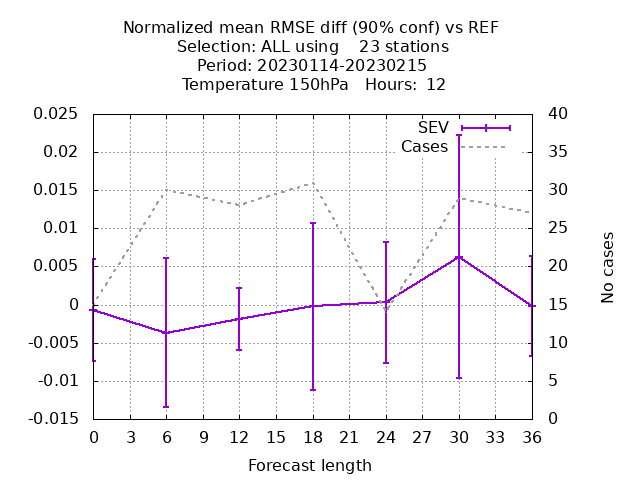 Normalized mean RMSE diff (90% conf) vs REF
Selection: ALL using    23 stations
Period: 20230114-20230215
Temperature 150hPa   Hours:  12
SEV
Cases
0.025
0.02
0.015
0.01
0.005
0
-0.005
-0.01
-0.015
40
35
30
25
20
15
10
5
0
No cases
0 3 6 9 12 15 18 21 24 27 30 33 36
Forecast length